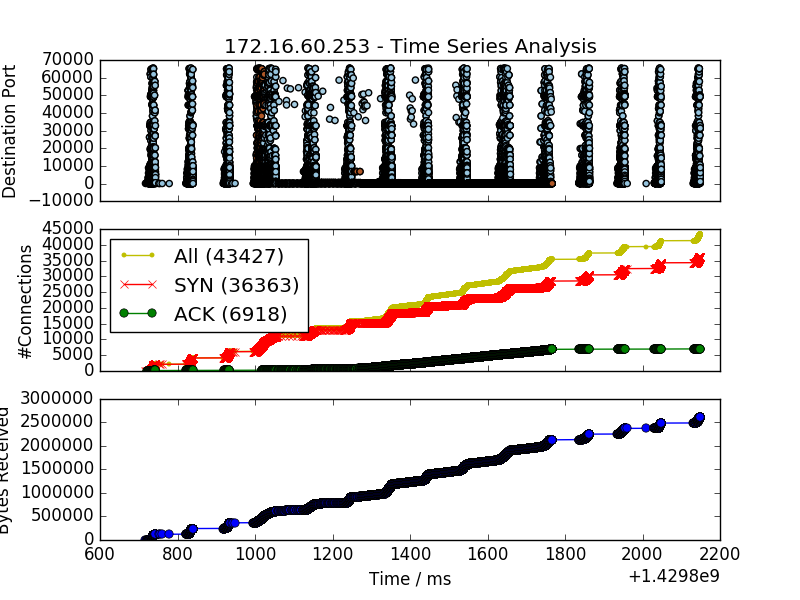 172.16.60.253 - Time Series Analysis
Destination Port
70000
60000
50000
40000
30000
20000
10000
0
−10000
#Connections
45000
40000
35000
30000
25000
20000
15000
10000
5000
0
All (43427)
SYN (36363)
ACK (6918)
Bytes Received
3000000
2500000
2000000
1500000
1000000
500000
0
600 800 1000 1200 1400 1600 1800 2000 2200
Time / ms
+1.4298e9